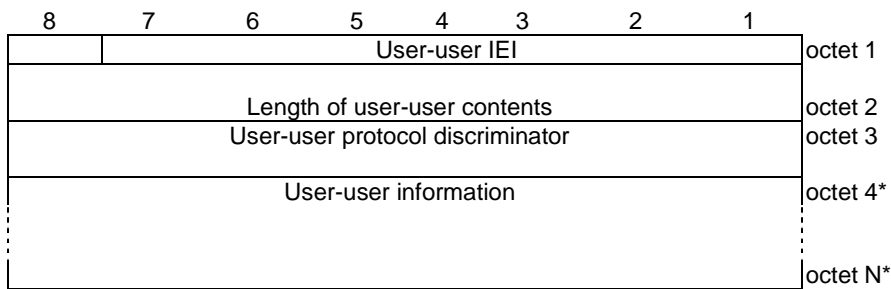 8 7 6 5 4 3 2 1
User-user IEI octet 1
Length of user-user contents octet 2
User-user protocol discriminator octet 3
User-user information octet 4*
octet N*